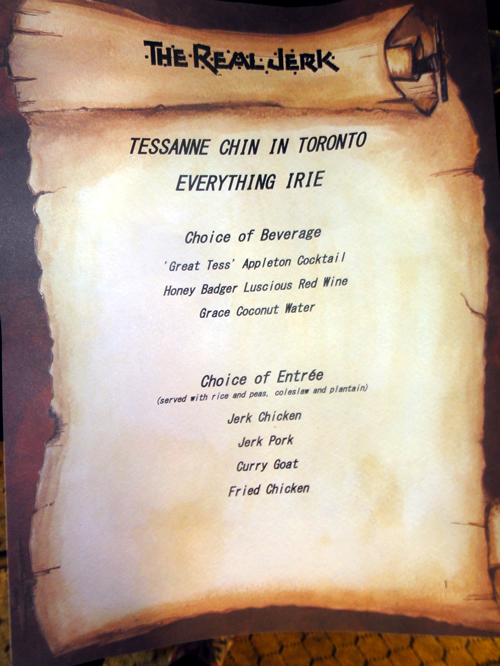 THE REAL JERK
TESSANNE CHIN IN TORONTO
EVERYTHING IRIE
Choice of Beverage
'Great Tess' Appleton Cocktail
Honey Badger Luscious Red Wine
Grace Coconut Water
Choice of Entrée
(served with rice and peas, coleslaw and plantain)
Jerk Chicken
Jerk Pork
Curry Goat
Fried Chicken